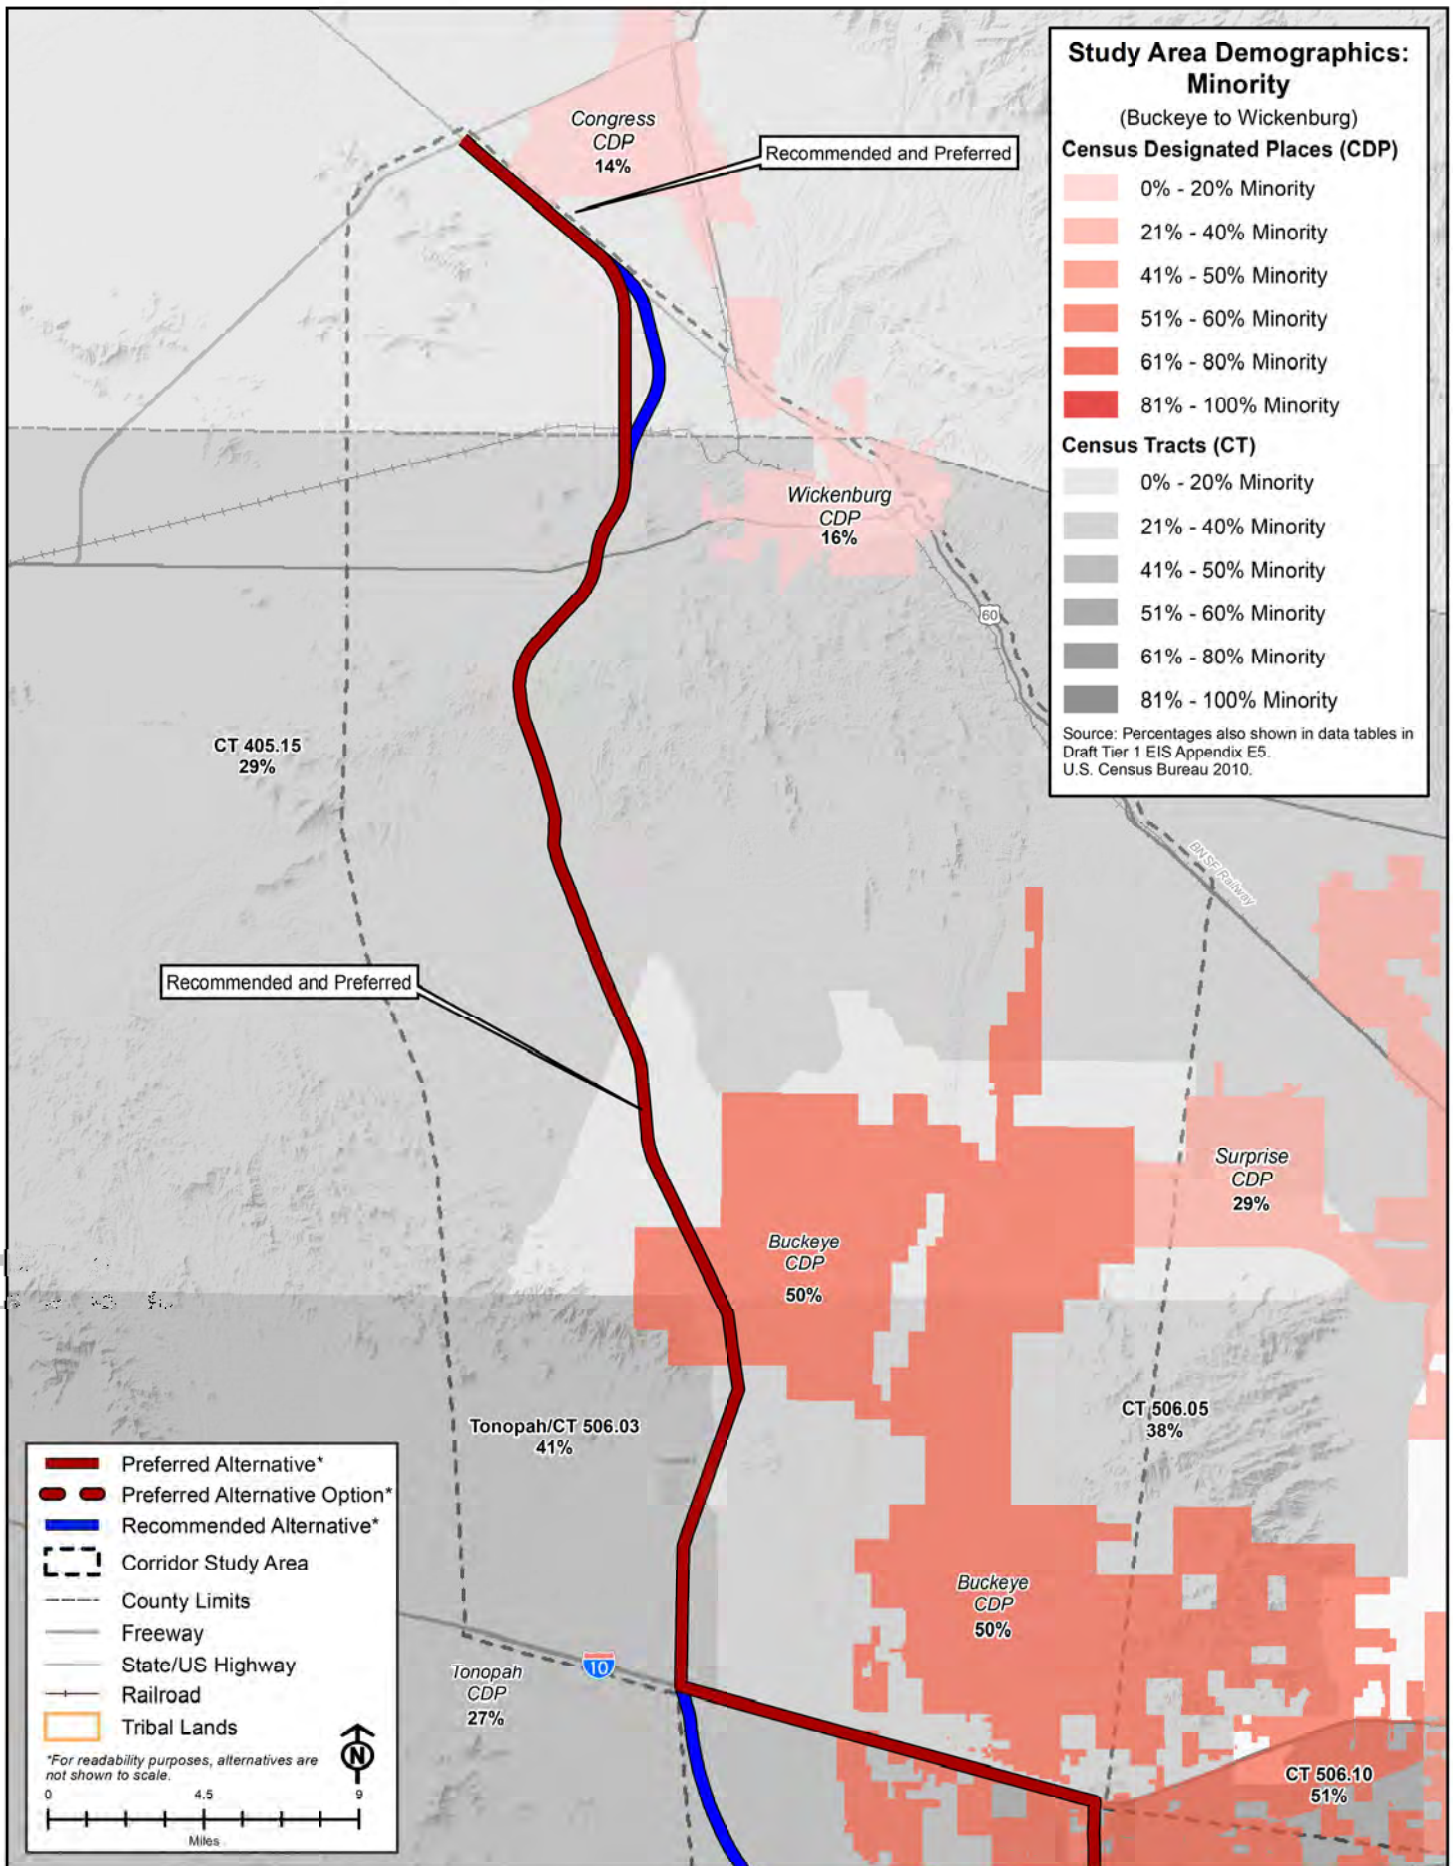 Study Area Demographics:
Minority
(Buckeye to Wickenburg)
Census Designated Places (CDP)
0% - 20% Minority
21% - 40% Minority
41% - 50% Minority
51% - 60% Minority
61% - 80% Minority
81% - 100% Minority
Census Tracts (CT)
0% - 20% Minority
21% - 40% Minority
41% - 50% Minority
51% - 60% Minority
61% - 80% Minority
81% - 100% Minority
Source: Percentages also shown in data tables in
Draft Tier 1 EIS Appendix E5.
U.S. Census Bureau 2010.
Congress
CDP
14%
Recommended and Preferred
Wickenburg
CDP
16%
60
CT 405.15
29%
BNSF Railway
Recommended and Preferred
Surprise
CDP
29%
Buckeye
CDP
50%
Tonopah/CT 506.03
41%
CT 506.05
38%
Buckeye
CDP
50%
10
Tonopah
CDP
27%
CT 506.10
51%
Preferred Alternative*
Preferred Alternative Option*
Recommended Alternative*
Corridor Study Area
County Limits
Freeway
State/US Highway
Railroad
Tribal Lands
*For readability purposes, alternatives are
not shown to scale.
N
0 4.5 9
Miles